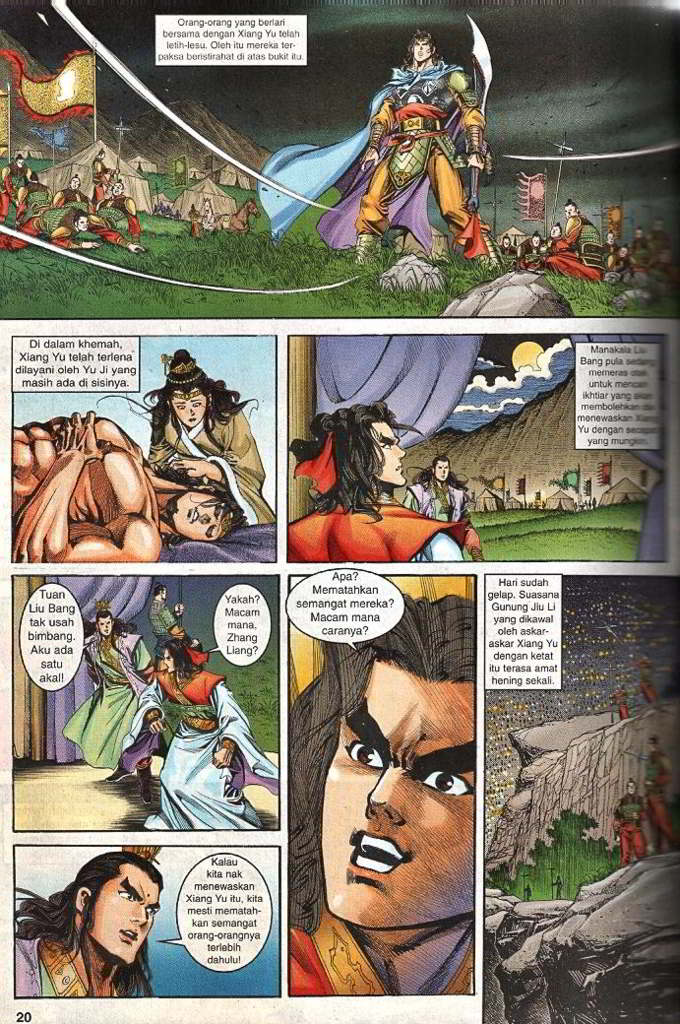 Orang-orang yang berlari
bersama dengan Xiang Yu telah
letih-lesu. Oleh itu mereka ter-
paksa beristirahat di atas bukit itu.
Di dalam khemah,
Xiang Yu telah terlena
dilayani oleh Yu Ji yang
masih ada di sisinya.
Manakala Liu
Bang pula sedang
memeras otak
untuk mencari
ikhtiar yang akan
membolehkan dia
menewaskan Xiang
Yu dengan secepat
yang mungkin.
Tuan
Liu Bang
tak usah
bimbang.
Aku ada
satu
akal!
Yakah?
Macam
mana,
Zhang
Liang?
Kalau
kita nak
menewaskan
Xiang Yu itu, kita
mesti mematah-
kan semangat
orang-orangnya
terlebih
dahulu!
Apa?
Mematahkan
semangat mereka?
Macam mana
caranya?
Hari sudah
gelap. Suasana
Gunung Jiu Li
yang dikawal
oleh askar-
askar Xiang Yu
dengan ketat
itu terasa amat
hening sekali.
20